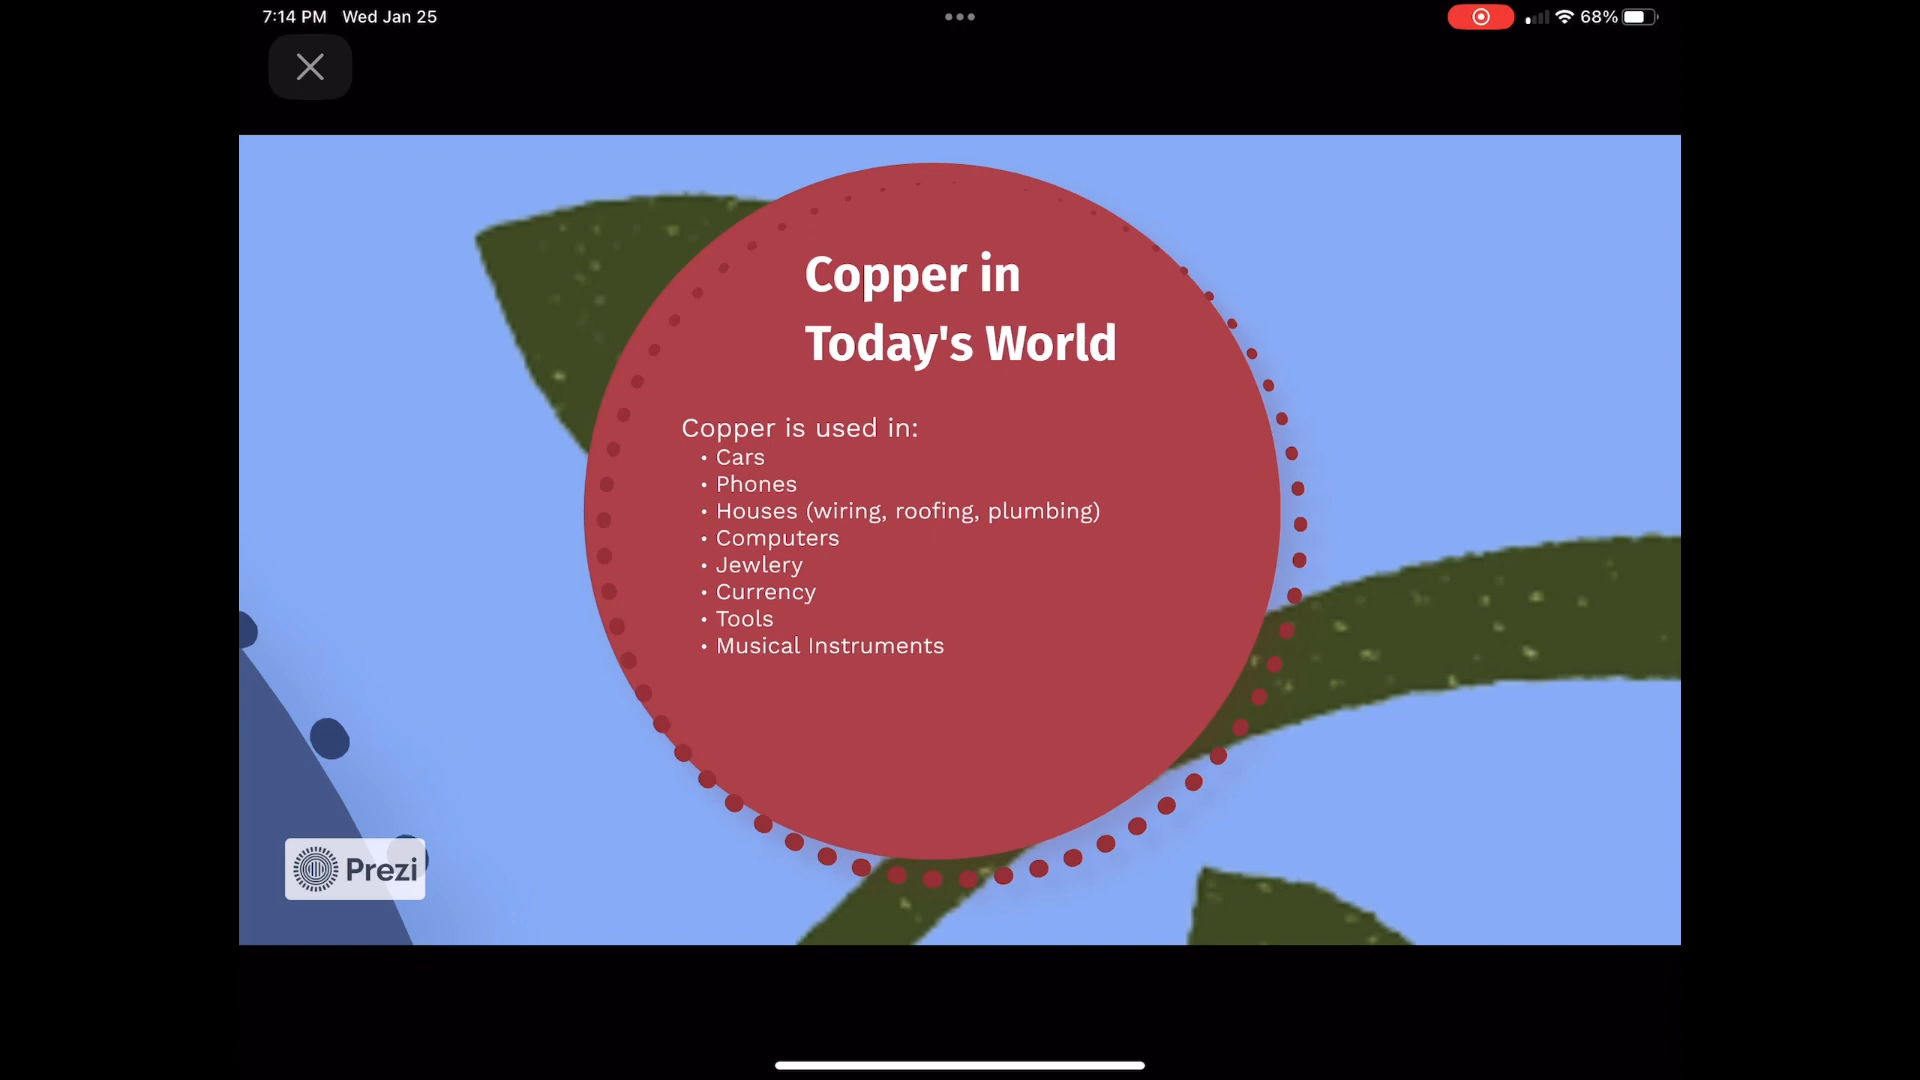 7:14 PM Wed Jan 25
68%
Copper in
Today's World
Copper is used in:
• Cars
• Phones
• Houses (wiring, roofing, plumbing)
• Computers
• Jewlery
• Currency
• Tools
• Musical Instruments
Prezi